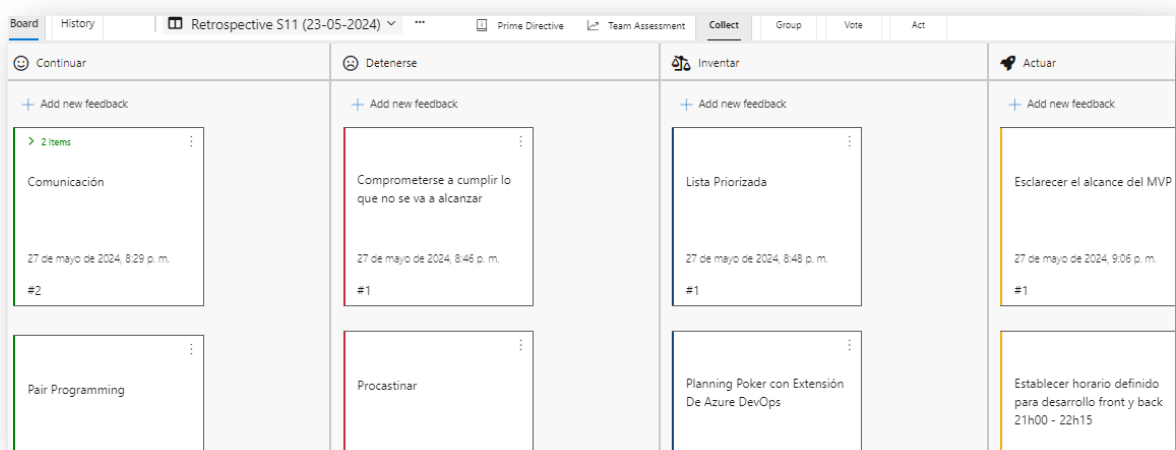 Board History Retrospective S11 (23-05-2024) Prime Directive Team Assessment Collect Group Vote Act
Continuar
Detenerse
Inventar
Actuar
Add new feedback
Add new feedback
Add new feedback
Add new feedback
2 Items
Comunicación
27 de mayo de 2024, 8:29 p. m.
#2
Comprometerse a cumplir lo
que no se va a alcanzar
27 de mayo de 2024, 8:46 p. m.
#1
Lista Priorizada
27 de mayo de 2024, 8:48 p. m.
#1
Esclarecer el alcance del MVP
27 de mayo de 2024, 9:06 p. m.
#1
Pair Programming
Procastinar
Planning Poker con Extensión
De Azure DevOps
Establecer horario definido
para desarrollo front y back
21h00 - 22h15